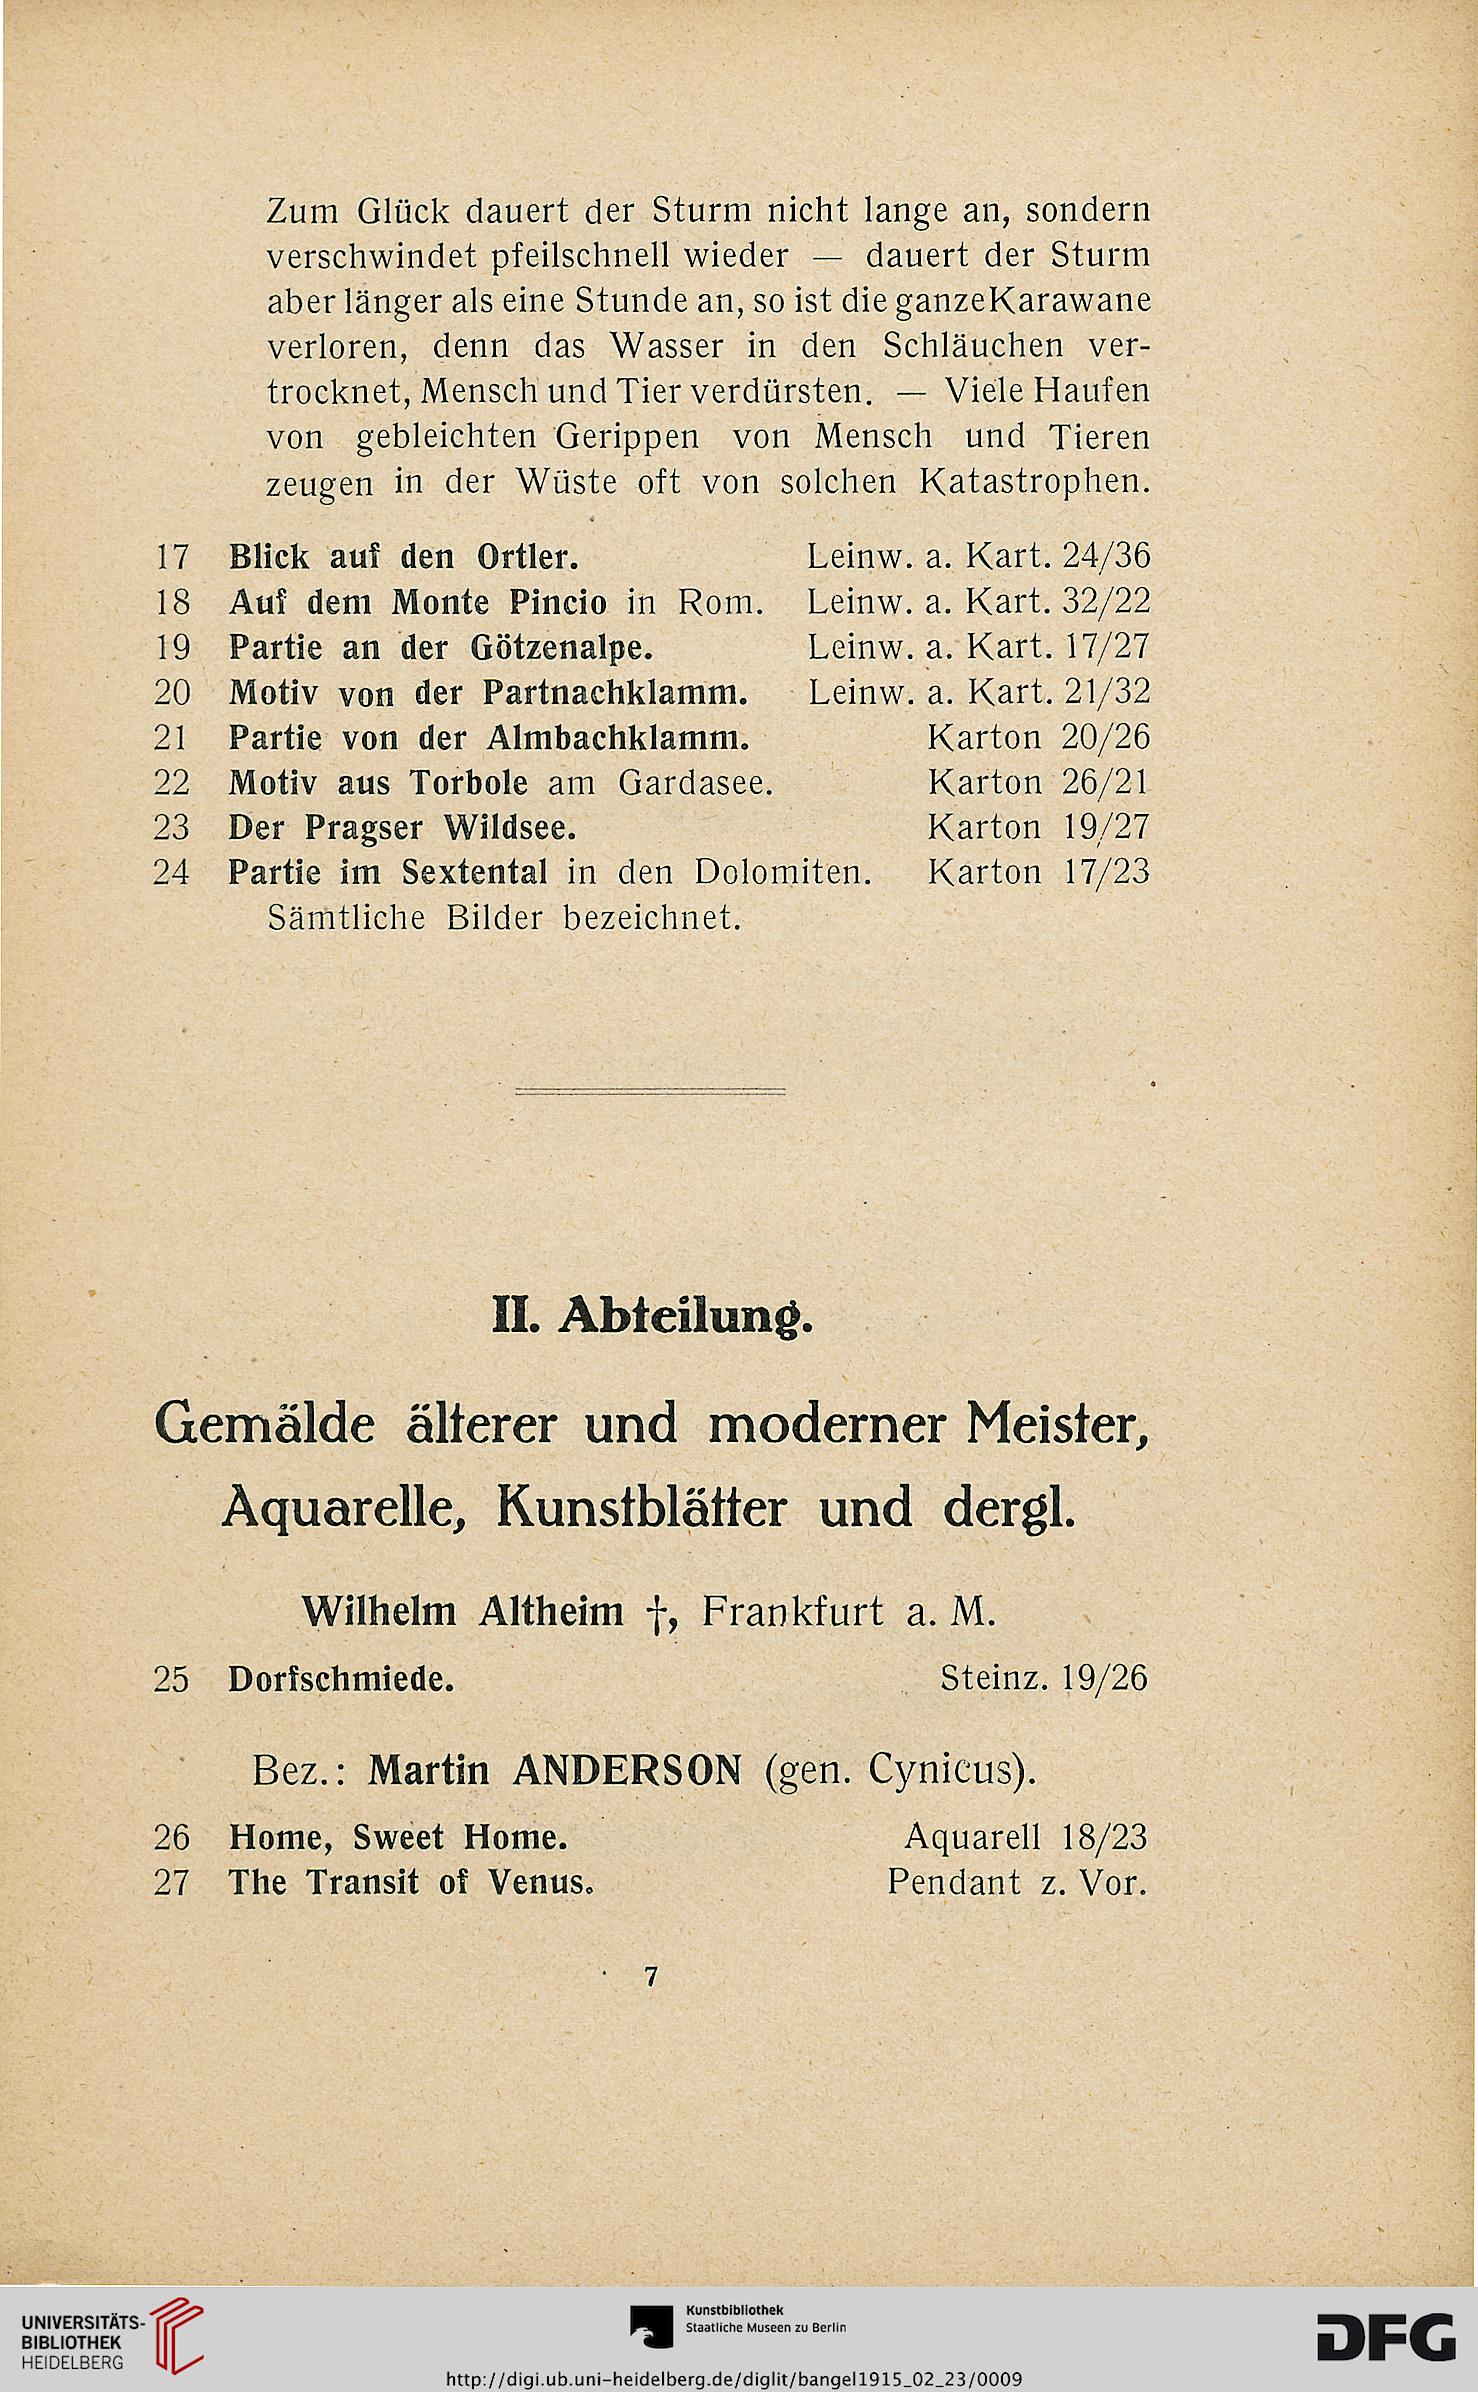 Zum Glück dauert der Sturm nicht lange an, sondern
verschwindet pfeilschnell wieder — dauert der Sturm
aber länger als eine Stunde an, so ist die ganze Karawane
verloren, denn das Wasser in den Schläuchen ver-
trocknet, Mensch und Tier verdürsten. — Viele Haufen
von gebleichten Gerippen von Mensch und Tieren
zeugen in der Wüste oft von solchen Katastrophen.
17 Blick auf den Ortler. Leinw. a. Kart. 24/36
18 Auf dem Monte Pincio in Rom. Leinw. a. Kart. 32/22
19 Partie an der Götzenalpe. Leinw. a. Kart. 17/27
20 Motiv von der Partnachklamm. Leinw. a. Kart. 21/32
21 Partie von der Almbachklamm. Karton 20/26
22 Motiv aus Torbole am Gardasee. Karton 26/21
23 Der Pragser Wildsee. Karton 19/27
24 Partie im Sextental in den Dolomiten. Karton 17/23
Sämtliche Bilder bezeichnet.
II. Abteilung.
Gemälde älterer und moderner Meister,
Aquarelle, Kunstblätter und dergl.
Wilhelm Altheim †, Frankfurt a. M.
25 Dorfschmiede. Steinz. 19/26
Bez.: Martin ANDERSON (gen. Cynicus).
26 Home, Sweet Home. Aquarell 18/23
27 The Transit of Venus. Pendant z. Vor.
7
UNIVERSITÄTS-
BIBLIOTHEK
HEIDELBERG
Kunstbibliothek
Staatliche Museen zu Berlin
http://digi.ub.uni-heidelberg.de/diglit/bangel1915_02_23/0009
DFG